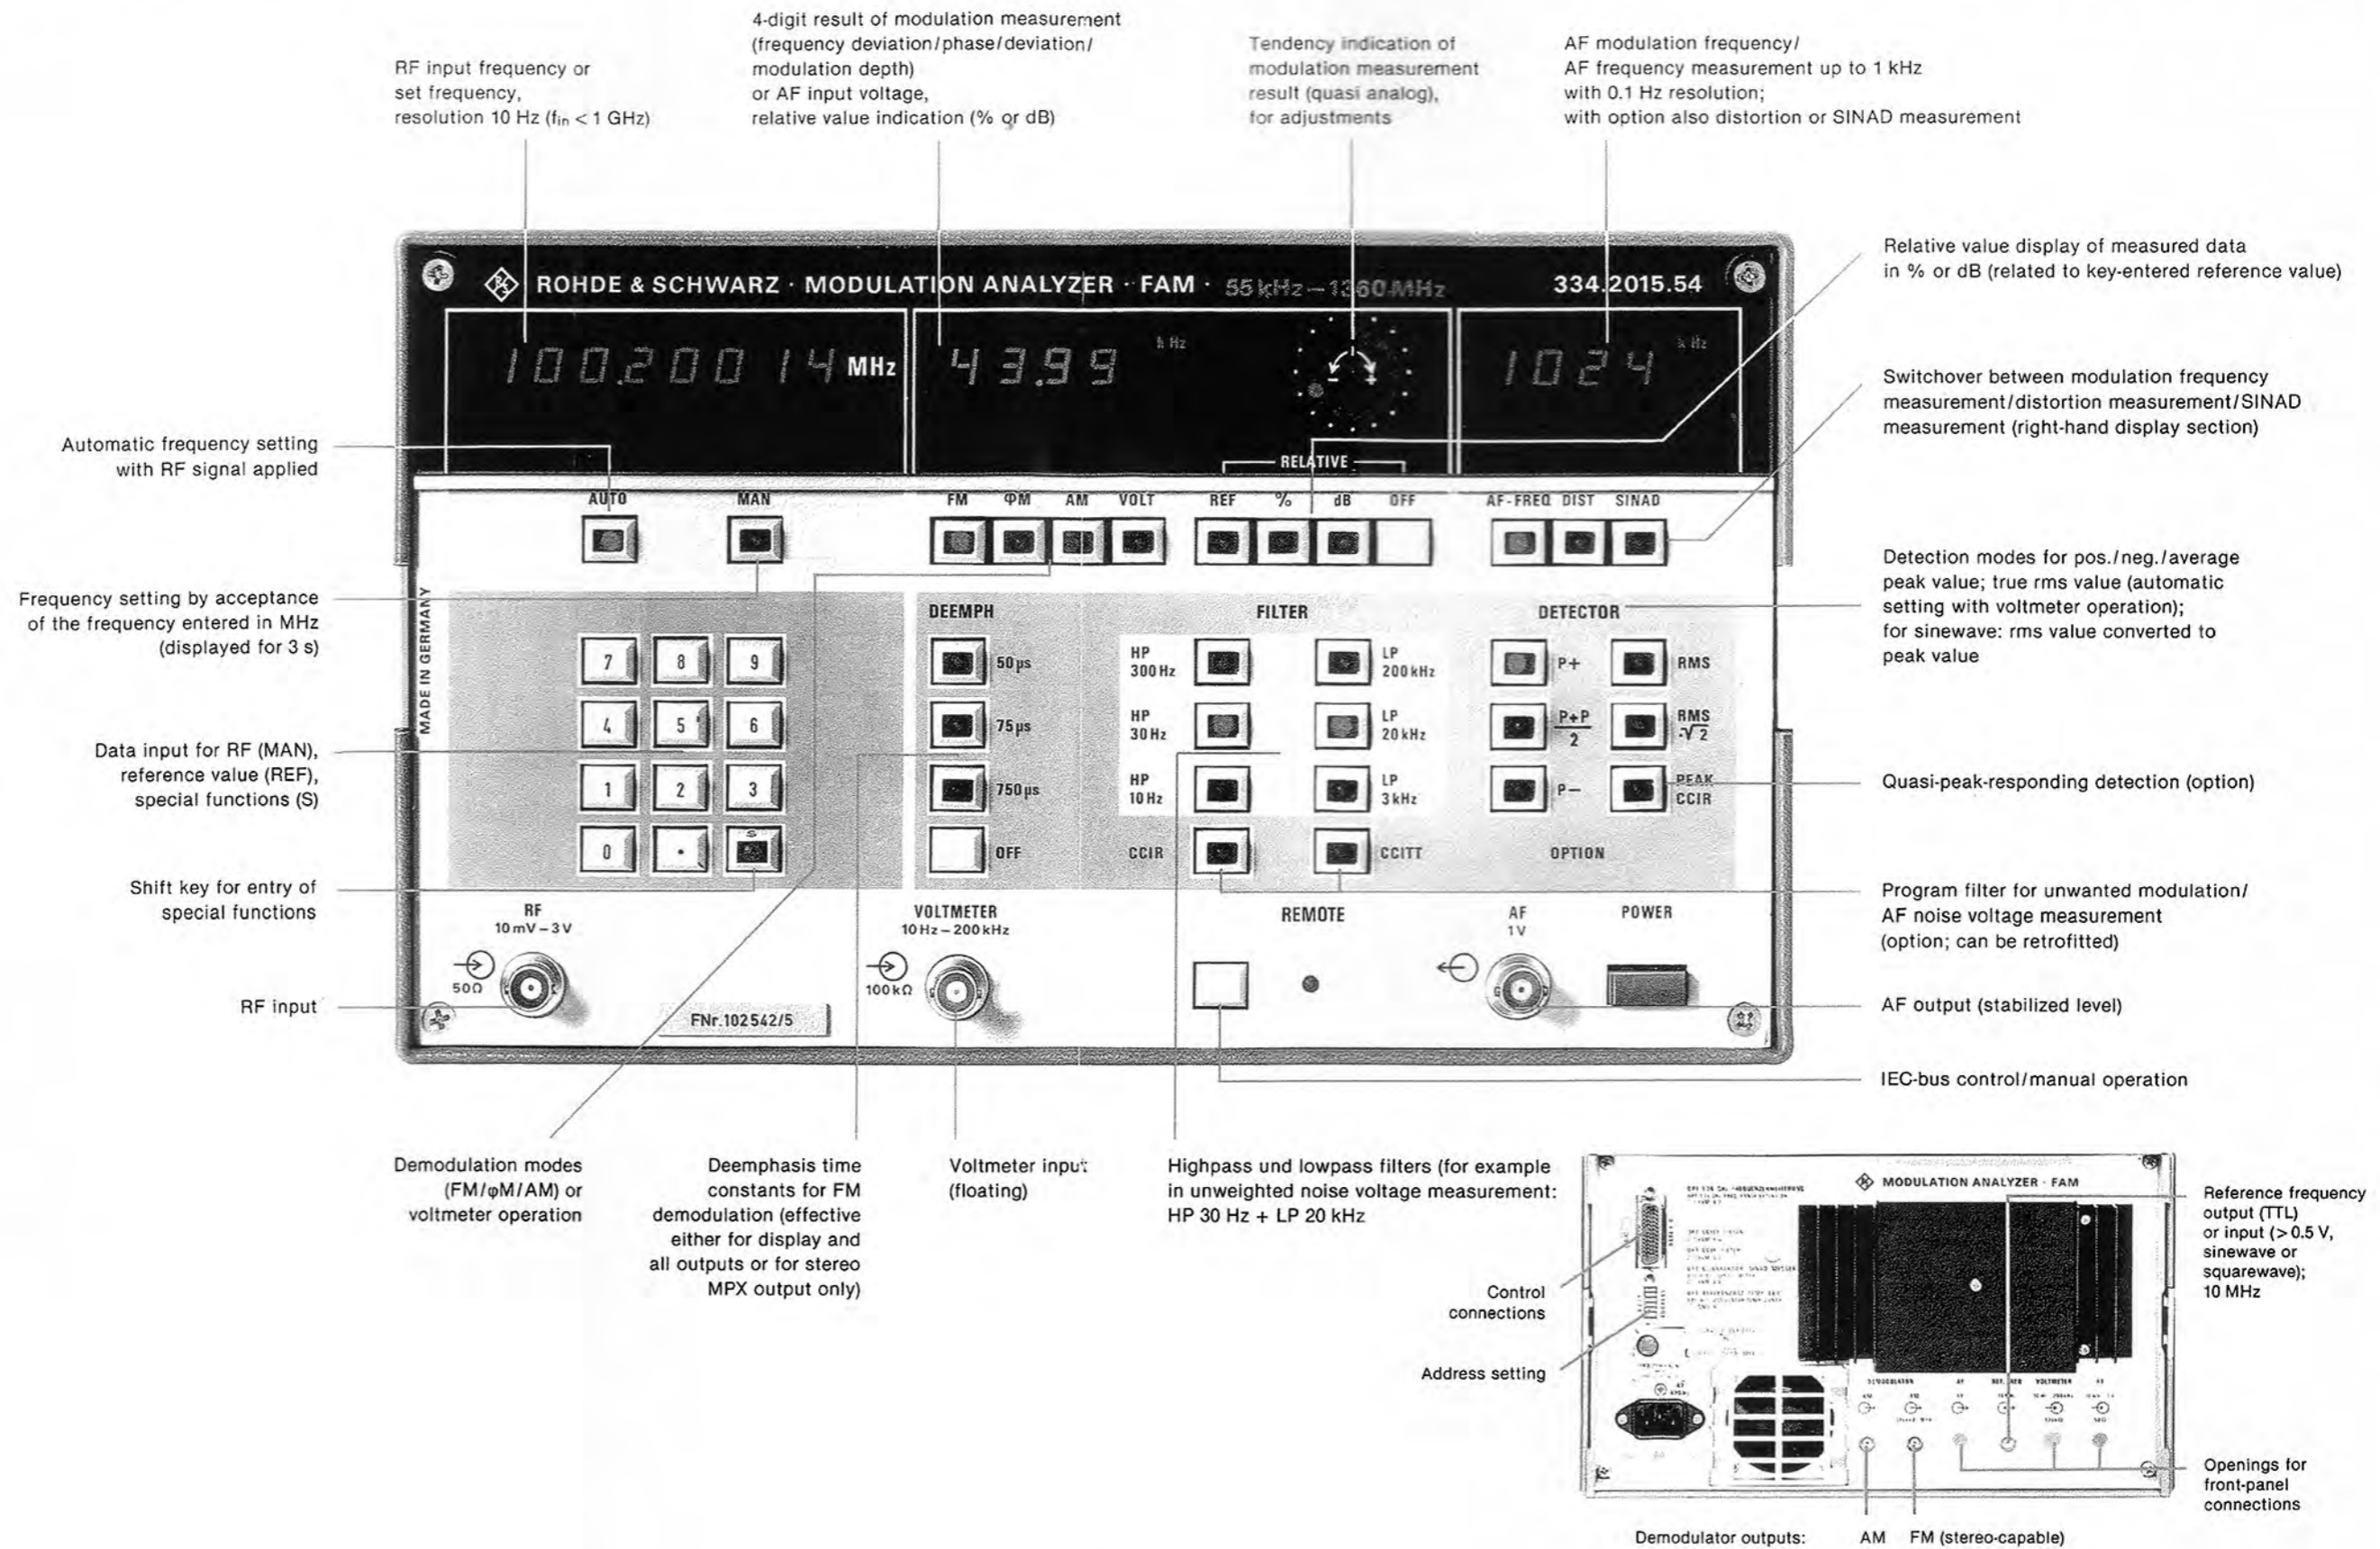 4-digit result of modulation measurement
(frequency deviation/phase/deviation/
modulation depth)
or AF input voltage,
relative value indication (% or dB)
RF input frequency or
set frequency,
resolution 10 Hz (fin < 1 GHz)
Tendency indication of
modulation measurement
result (quasi analog),
for adjustments
AF modulation frequency/
AF frequency measurement up to 1 kHz
with 0.1 Hz resolution;
with option also distortion or SINAD measurement
Relative value display of measured data
in % or dB (related to key-entered reference value)
Switchover between modulation frequency
measurement/distortion measurement/SINAD
measurement (right-hand display section)
Detection modes for pos./neg./average
peak value; true rms value (automatic
setting with voltmeter operation);
for sinewave: rms value converted to
peak value
Quasi-peak-responding detection (option)
Program filter for unwanted modulation/
AF noise voltage measurement
(option; can be retrofitted)
AF output (stabilized level)
IEC-bus control/manual operation
Automatic frequency setting
with RF signal applied
Frequency setting by acceptance
of the frequency entered in MHz
(displayed for 3 s)
Data input for RF (MAN),
reference value (REF),
special functions (S)
Shift key for entry of
special functions
RF input
ROHDE & SCHWARZ · MODULATION ANALYZER · FAM · 55 kHz – 1360 MHz 334.2015.54
100.20014 MHz 43.99 kHz - + 1024 kHz
RELATIVE
AUTO MAN FM ΦM AM VOLT REF % dB OFF AF-FREQ DIST SINAD
MADE IN GERMANY
DEEMPH FILTER DETECTOR
7 8 9 50 µs HP 300 Hz LP 200 kHz P+ RMS
4 5 6 75 µs HP 30 Hz LP 20 kHz P+P/2 RMS ·√2
1 2 3 750 µs HP 10 Hz LP 3 kHz P– PEAK CCIR
0 . S OFF CCIR CCITT OPTION
RF
10 mV – 3 V
50 Ω
FNr. 102542/5
VOLTMETER
10 Hz – 200 kHz
100 kΩ
REMOTE
AF
1 V
POWER
Demodulation modes
(FM/φM/AM) or
voltmeter operation
Deemphasis time
constants for FM
demodulation (effective
either for display and
all outputs or for stereo
MPX output only)
Voltmeter input
(floating)
Highpass und lowpass filters (for example
in unweighted noise voltage measurement:
HP 30 Hz + LP 20 kHz
MODULATION ANALYZER · FAM
Control
connections
Address setting
Reference frequency
output (TTL)
or input (> 0.5 V,
sinewave or
squarewave);
10 MHz
Openings for
front-panel
connections
Demodulator outputs: AM FM (stereo-capable)